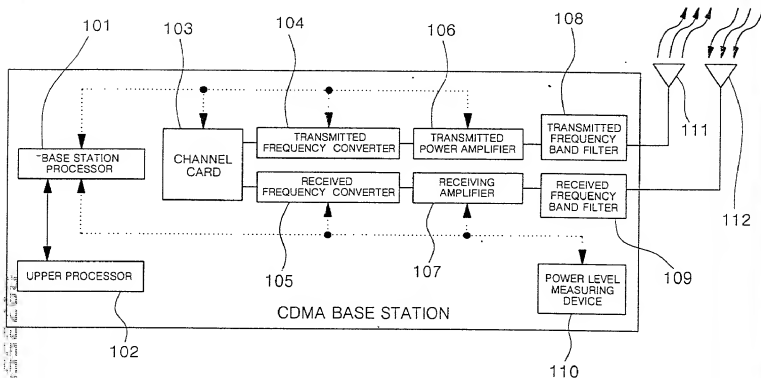 101
103
104
106
108
111
112
BASE STATION
PROCESSOR
CHANNEL
CARD
TRANSMITTED
FREQUENCY CONVERTER
TRANSMITTED
POWER AMPLIFIER
TRANSMITTED
FREQUENCY
BAND FILTER
RECEIVED
FREQUENCY CONVERTER
RECEIVING
AMPLIFIER
RECEIVED
FREQUENCY
BAND FILTER
105
107
109
UPPER PROCESSOR
POWER LEVEL
MEASURING
DEVICE
CDMA BASE STATION
102
110